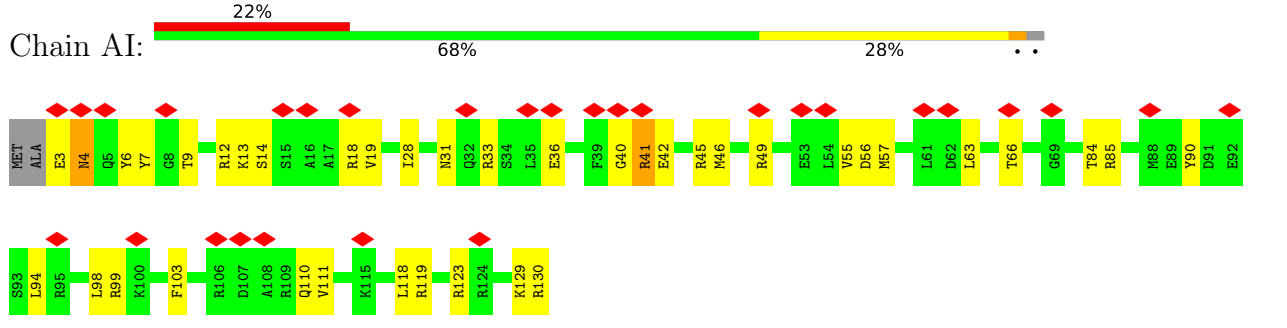 22%
Chain AI:
68% 28% • •
MET ALA E3 N4 Q5 Y6 Y7 G8 T9 R12 K13 S14 S15 A16 A17 R18 V19 I28 N31 Q32 R33 S34 L35 E36 F39 G40 R41 E42 R45 M46 R49 E53 L54 V55 D56 M57 L61 D62 L63 T66 G69 T84 R85 M88 E89 Y90 D91 E92
S93 L94 R95 L98 R99 K100 F103 R106 D107 A108 R109 Q110 V111 K115 L118 R119 R123 R124 K129 R130